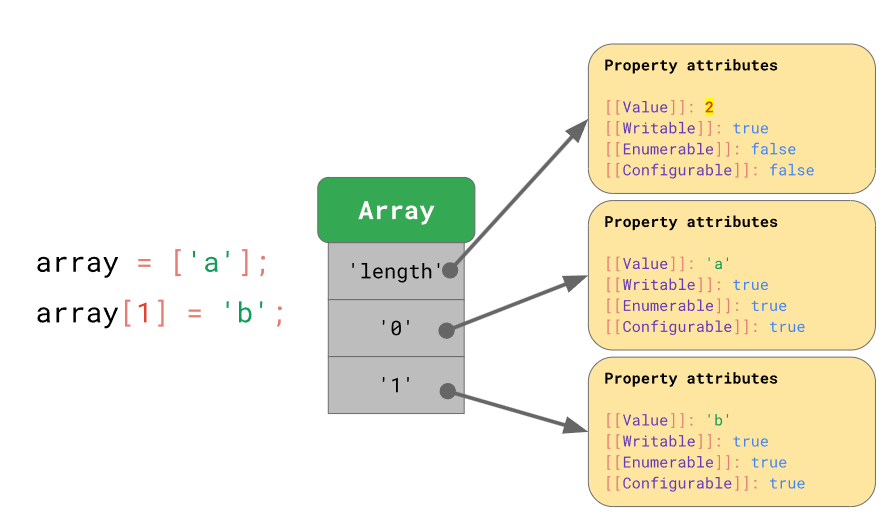 array = ['a'];
array[1] = 'b';
Array
'length'
'0'
'1'
Property attributes
[[Value]]: 2
[[Writable]]: true
[[Enumerable]]: false
[[Configurable]]: false
Property attributes
[[Value]]: 'a'
[[Writable]]: true
[[Enumerable]]: true
[[Configurable]]: true
Property attributes
[[Value]]: 'b'
[[Writable]]: true
[[Enumerable]]: true
[[Configurable]]: true